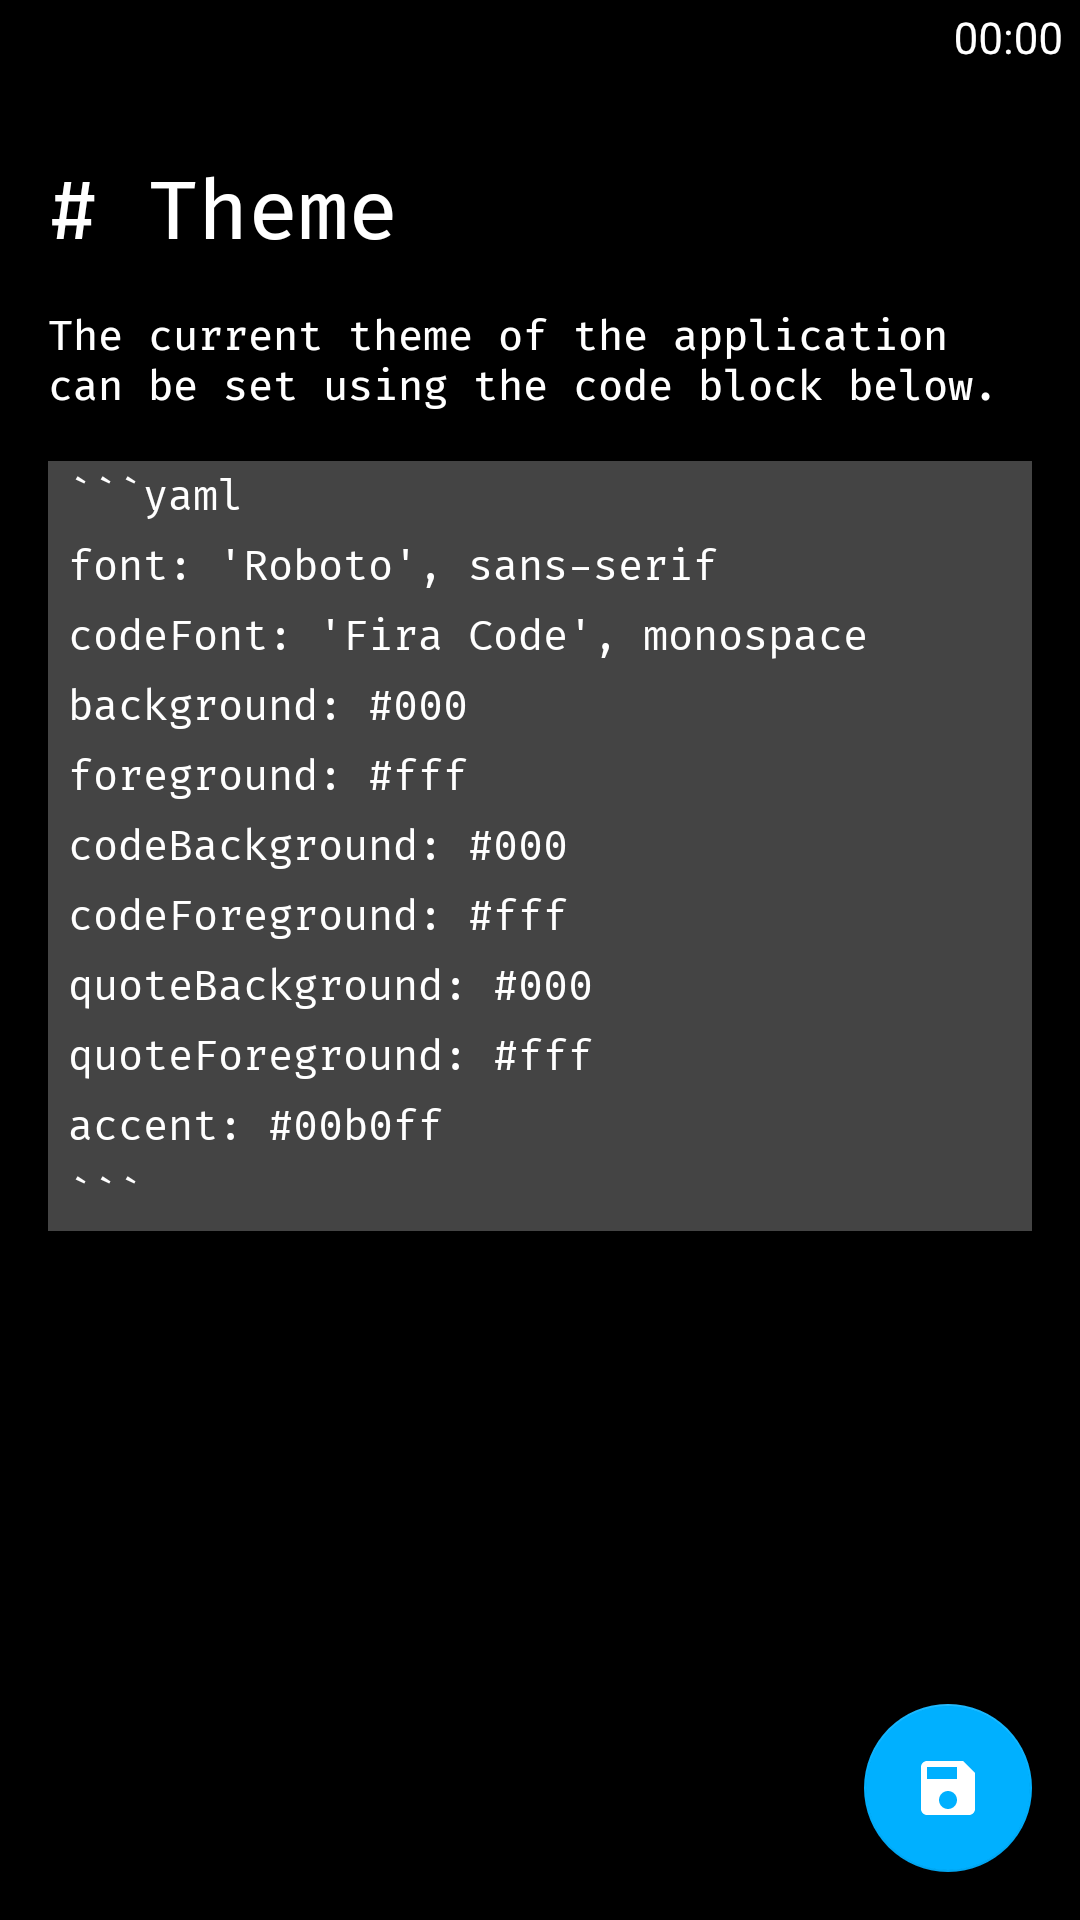 00:00
# Theme
The current theme of the application
can be set using the code block below.
```yaml
font: 'Roboto', sans-serif
codeFont: 'Fira Code', monospace
background: #000
foreground: #fff
codeBackground: #000
codeForeground: #fff
quoteBackground: #000
quoteForeground: #fff
accent: #00b0ff
```